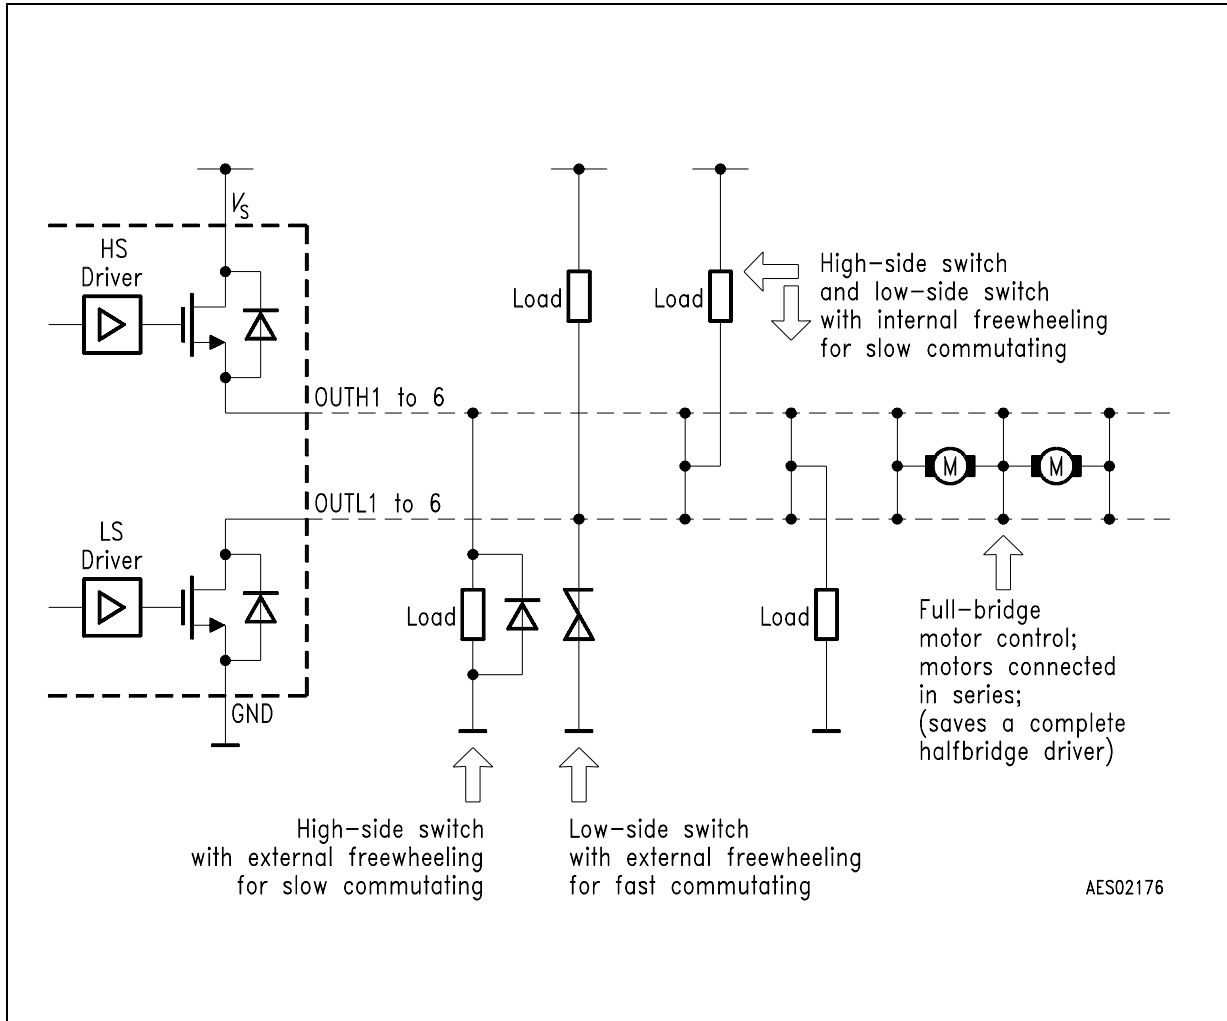 VS
HS
Driver
Load
Load
High-side switch
and low-side switch
with internal freewheeling
for slow commutating
OUTH1 to 6
M
M
OUTL1 to 6
LS
Driver
Load
Load
GND
Full-bridge
motor control;
motors connected
in series;
(saves a complete
halfbridge driver)
High-side switch
with external freewheeling
for slow commutating
Low-side switch
with external freewheeling
for fast commutating
AES02176